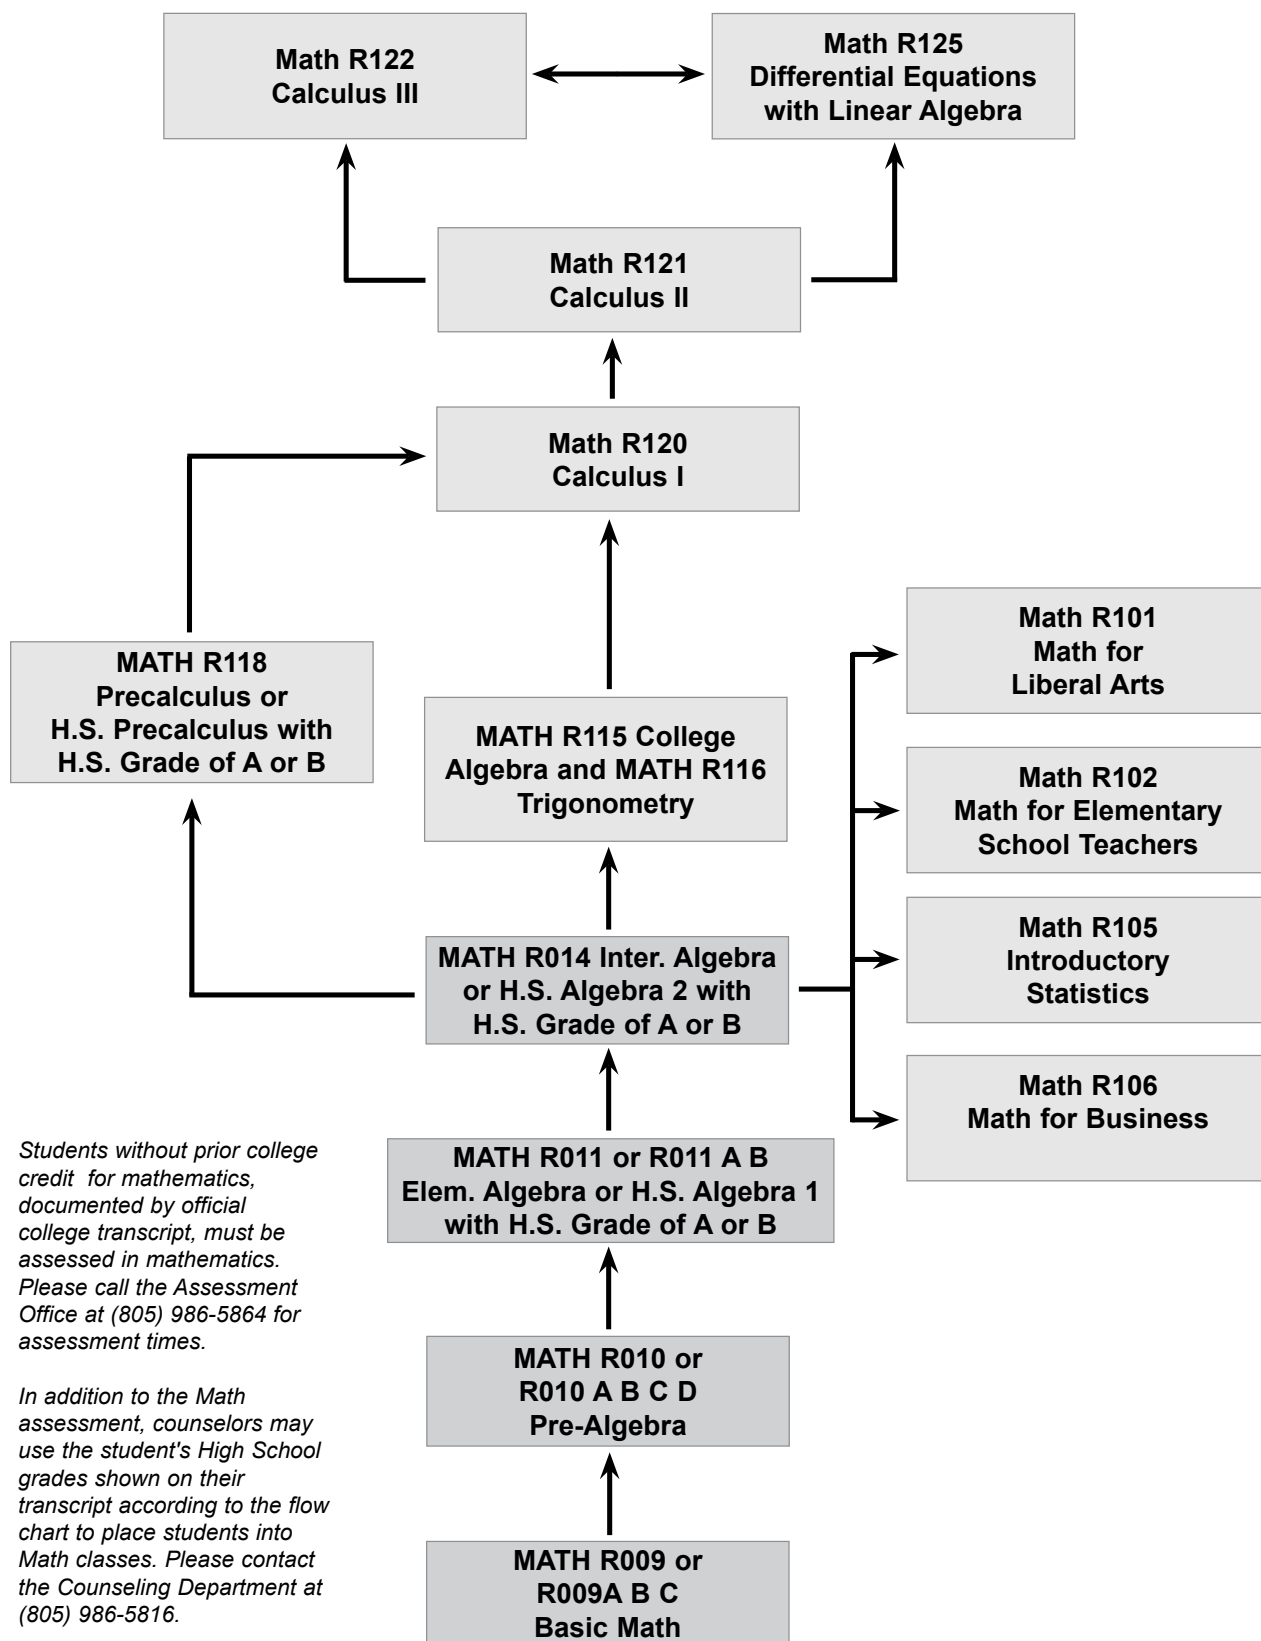 Math R122
Calculus III
Math R125
Differential Equations
with Linear Algebra
Math R121
Calculus II
Math R120
Calculus I
MATH R118
Precalculus or
H.S. Precalculus with
H.S. Grade of A or B
MATH R115 College
Algebra and MATH R116
Trigonometry
Math R101
Math for
Liberal Arts
Math R102
Math for Elementary
School Teachers
Math R105
Introductory
Statistics
Math R106
Math for Business
MATH R014 Inter. Algebra
or H.S. Algebra 2 with
H.S. Grade of A or B
MATH R011 or R011 A B
Elem. Algebra or H.S. Algebra 1
with H.S. Grade of A or B
MATH R010 or
R010 A B C D
Pre-Algebra
MATH R009 or
R009A B C
Basic Math
Students without prior college
credit for mathematics,
documented by official
college transcript, must be
assessed in mathematics.
Please call the Assessment
Office at (805) 986-5864 for
assessment times.
In addition to the Math
assessment, counselors may
use the student's High School
grades shown on their
transcript according to the flow
chart to place students into
Math classes. Please contact
the Counseling Department at
(805) 986-5816.